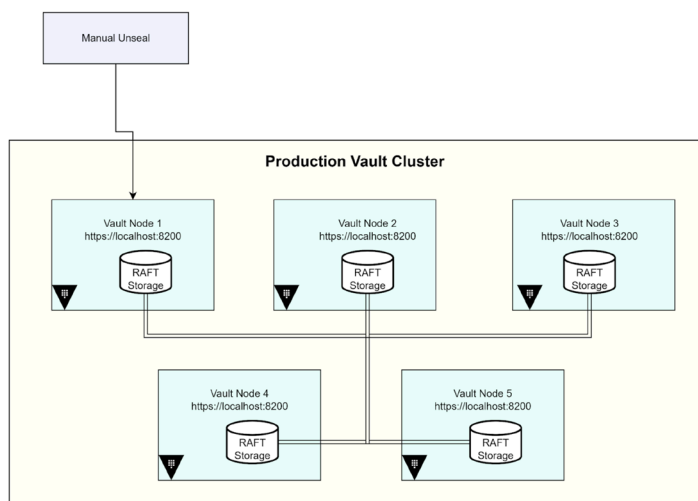 Manual Unseal
Production Vault Cluster
Vault Node 1
https://localhost:8200
RAFT
Storage
Vault Node 2
https://localhost:8200
RAFT
Storage
Vault Node 3
https://localhost:8200
RAFT
Storage
Vault Node 4
https://localhost:8200
RAFT
Storage
Vault Node 5
https://localhost:8200
RAFT
Storage